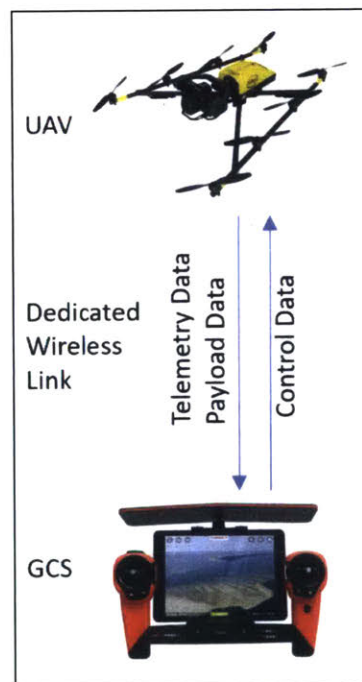 UAV
Dedicated
Wireless
Link
Telemetry Data
Payload Data
Control Data
GCS